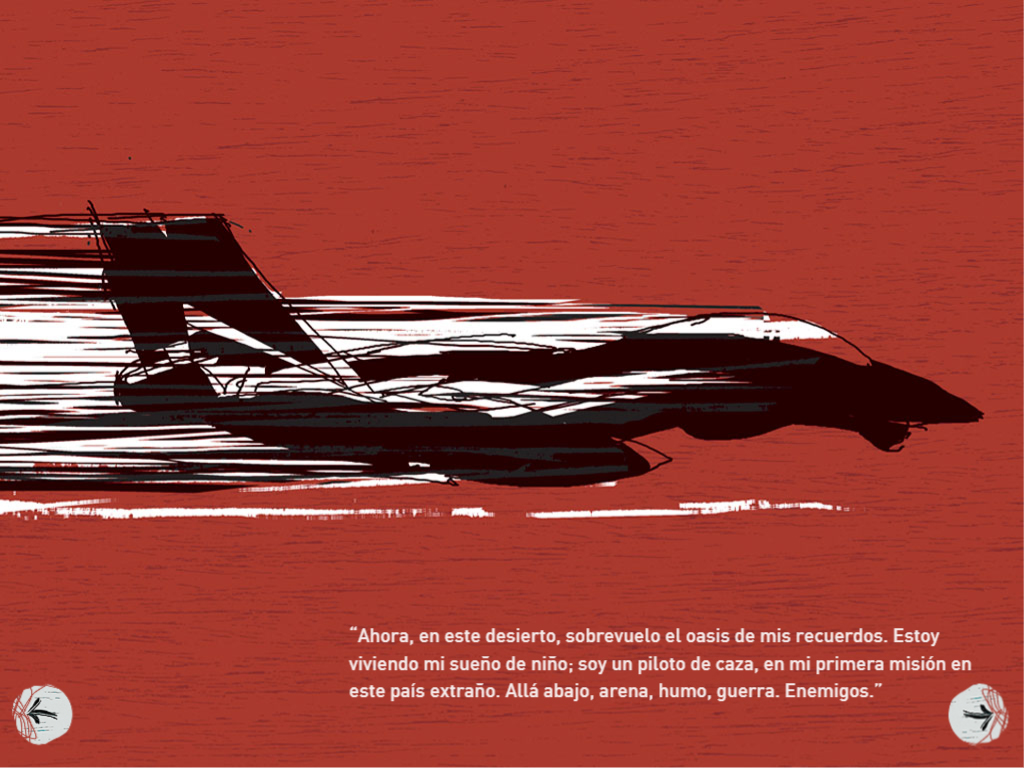 “Ahora, en este desierto, sobrevuelo el oasis de mis recuerdos. Estoy
viviendo mi sueño de niño; soy un piloto de caza, en mi primera misión en
este país extraño. Allá abajo, arena, humo, guerra. Enemigos.”